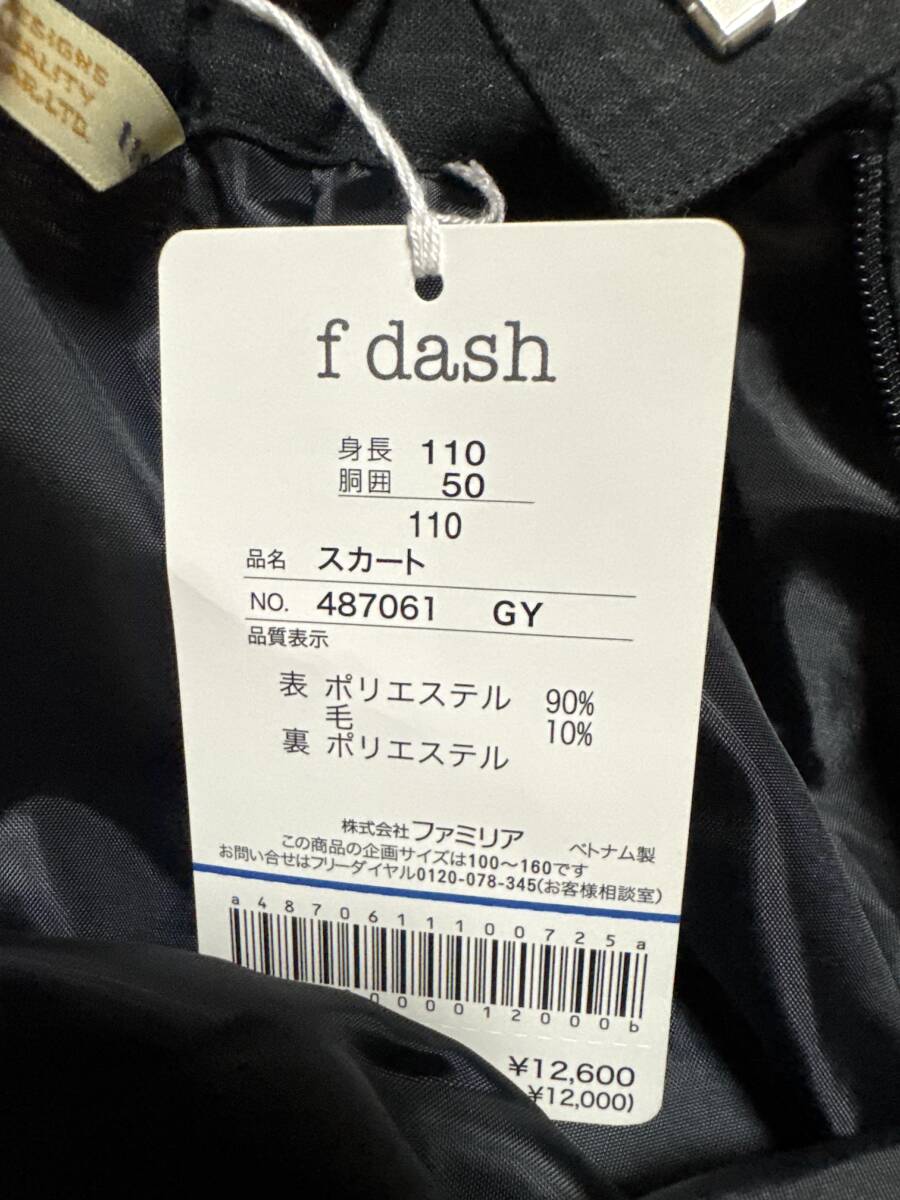 ESIGNS
ALITY
AR.LTD.
f dash
身長 110
胴囲 50
110
品名 スカート
NO. 487061 GY
品質表示
表 ポリエステル 90%
毛 10%
裏 ポリエステル
株式会社 ファミリア ベトナム製
この商品の企画サイズは100～160です
お問い合せはフリーダイヤル0120-078-345(お客様相談室)
a4870611100725a
000012000b
¥12,600
¥12,000)